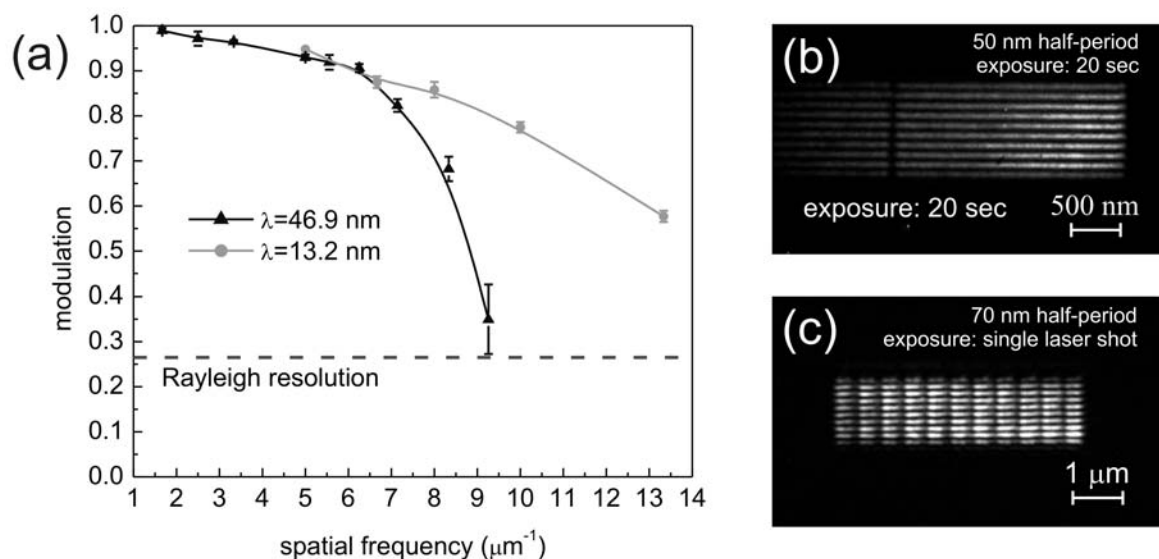 (a)
1.0
0.9
0.8
0.7
0.6
0.5
0.4
0.3
0.2
0.1
0.0
modulation
λ=46.9 nm
λ=13.2 nm
Rayleigh resolution
1 2 3 4 5 6 7 8 9 10 11 12 13 14
spatial frequency (μm⁻¹)
(b)
50 nm half-period
exposure: 20 sec
exposure: 20 sec
500 nm
(c)
70 nm half-period
exposure: single laser shot
1 μm